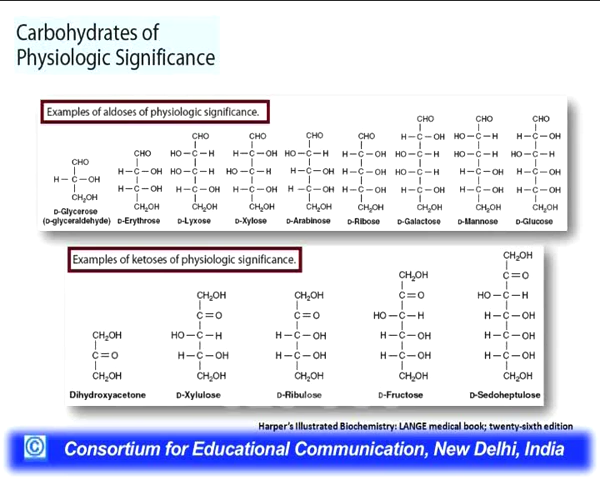 Carbohydrates of
Physiologic Significance
Examples of aldoses of physiologic significance.
CHO CHO CHO
CHO CHO CHO CHO H—C—OH HO—C—H H—C—OH
CHO HO—C—H H—C—OH HO—C—H H—C—OH HO—C—H HO—C—H HO—C—H
CHO
H—C—OH HO—C—H HO—C—H H—C—OH H—C—OH HO—C—H H—C—OH H—C—OH
H—C—OH
H—C—OH H—C—OH H—C—OH H—C—OH H—C—OH H—C—OH H—C—OH H—C—OH
CH₂OH
CH₂OH CH₂OH CH₂OH CH₂OH CH₂OH CH₂OH CH₂OH CH₂OH
D-Glycerose
(D-glyceraldehyde) D-Erythrose D-Lyxose D-Xylose D-Arabinose D-Ribose D-Galactose D-Mannose D-Glucose
Examples of ketoses of physiologic significance.
CH₂OH
CH₂OH C=O
CH₂OH CH₂OH C=O HO—C—H
C=O C=O HO—C—H H—C—OH
CH₂OH HO—C—H H—C—OH H—C—OH H—C—OH
C=O H—C—OH H—C—OH H—C—OH H—C—OH
CH₂OH CH₂OH CH₂OH CH₂OH CH₂OH
Dihydroxyacetone D-Xylulose D-Ribulose D-Fructose D-Sedoheptulose
Harper's Illustrated Biochemistry: LANGE medical book; twenty-sixth edition
© Consortium for Educational Communication, New Delhi, India